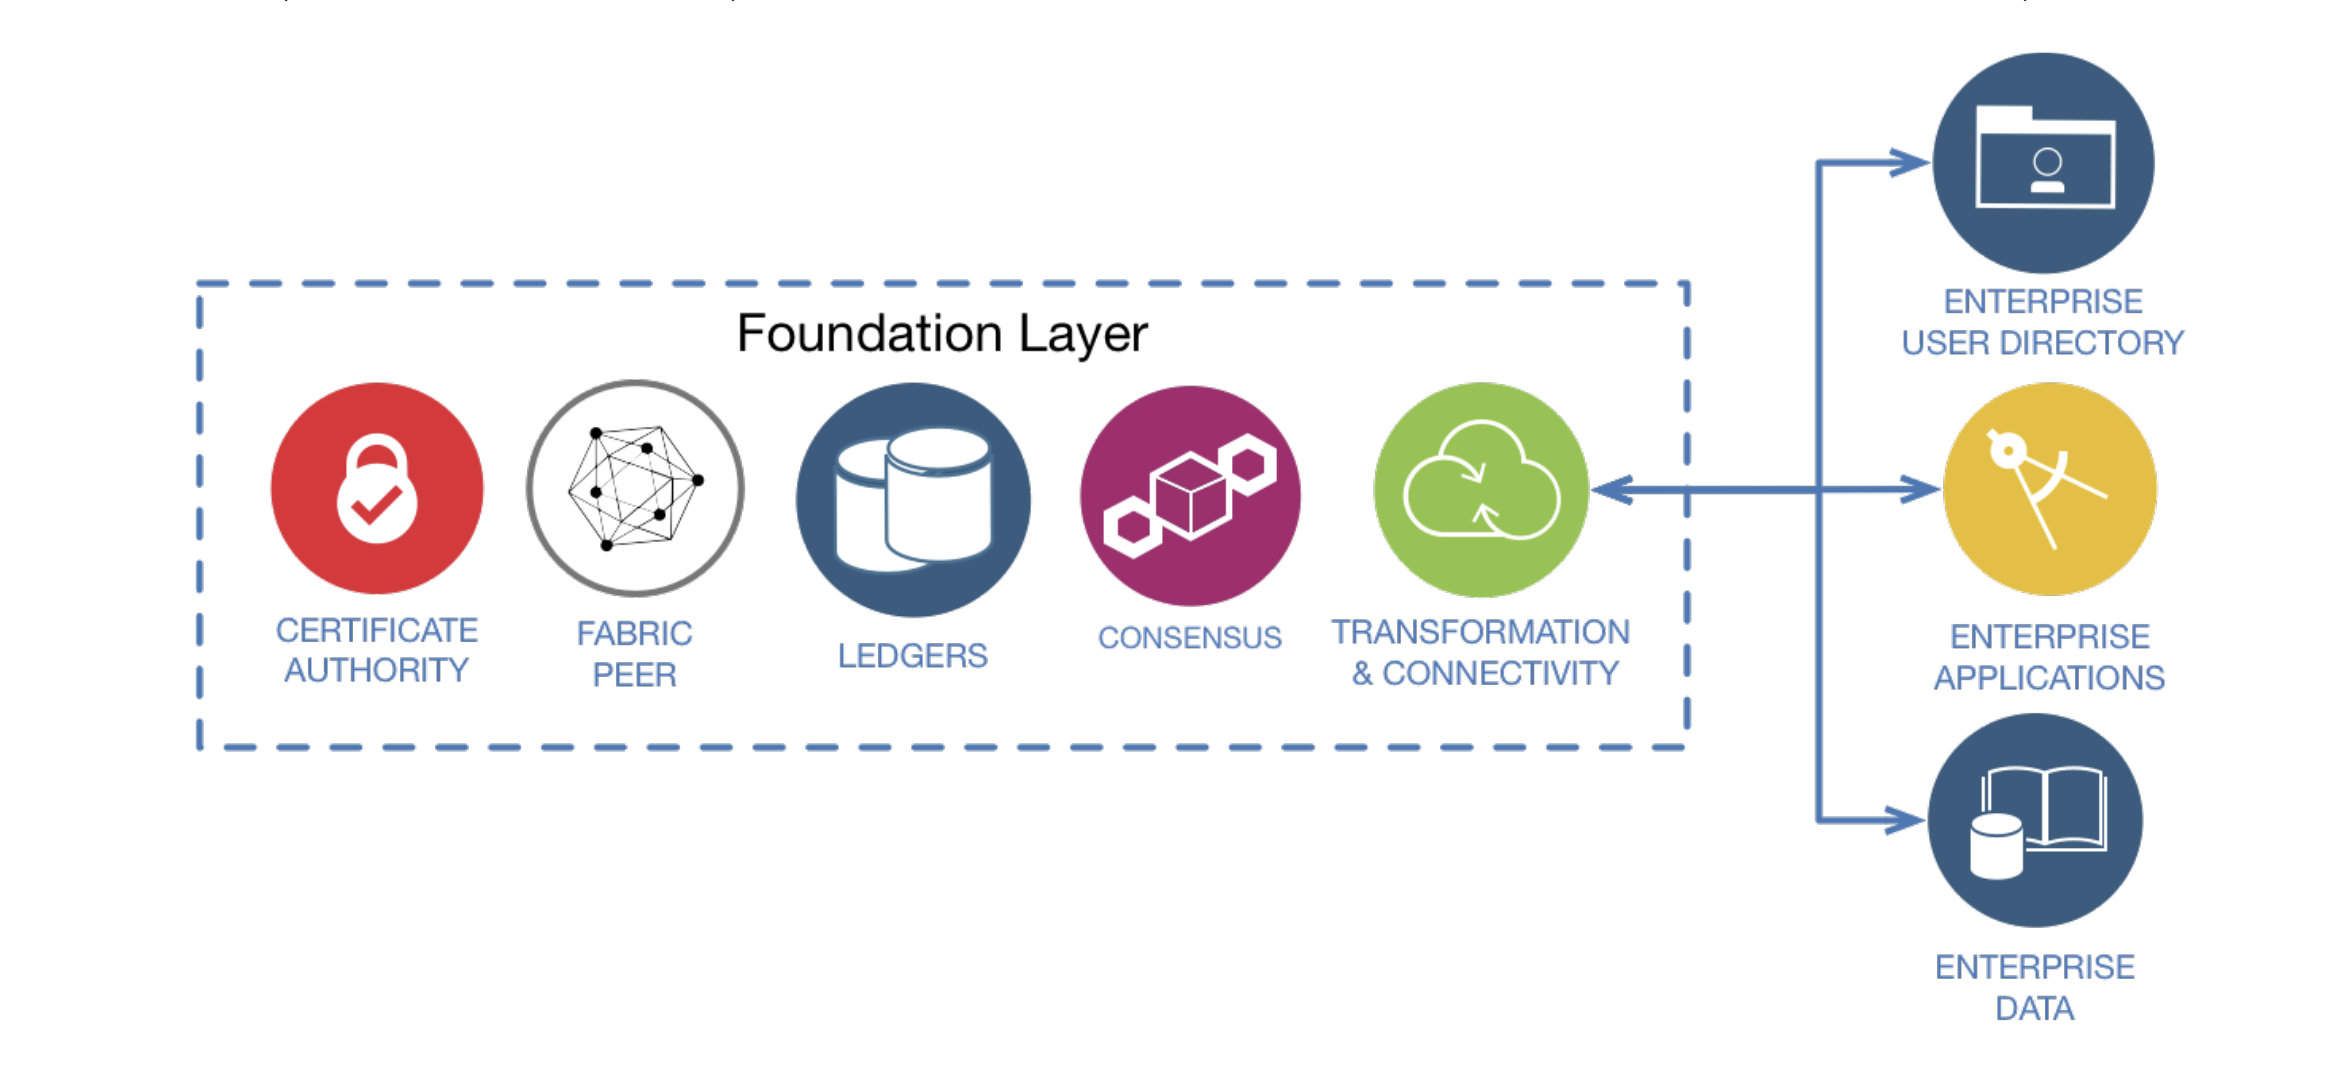 Foundation Layer
CERTIFICATE
AUTHORITY
FABRIC
PEER
LEDGERS
CONSENSUS
TRANSFORMATION
& CONNECTIVITY
ENTERPRISE
USER DIRECTORY
ENTERPRISE
APPLICATIONS
ENTERPRISE
DATA